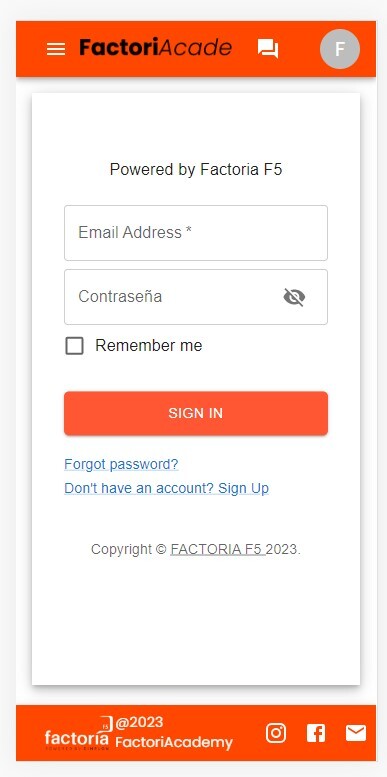 FactoriAcade
F
Powered by Factoria F5
Email Address *
Contraseña
Remember me
SIGN IN
Forgot password?
Don't have an account? Sign Up
Copyright © FACTORIA F5 2023.
factoria F5 @2023
FactoriAcademy